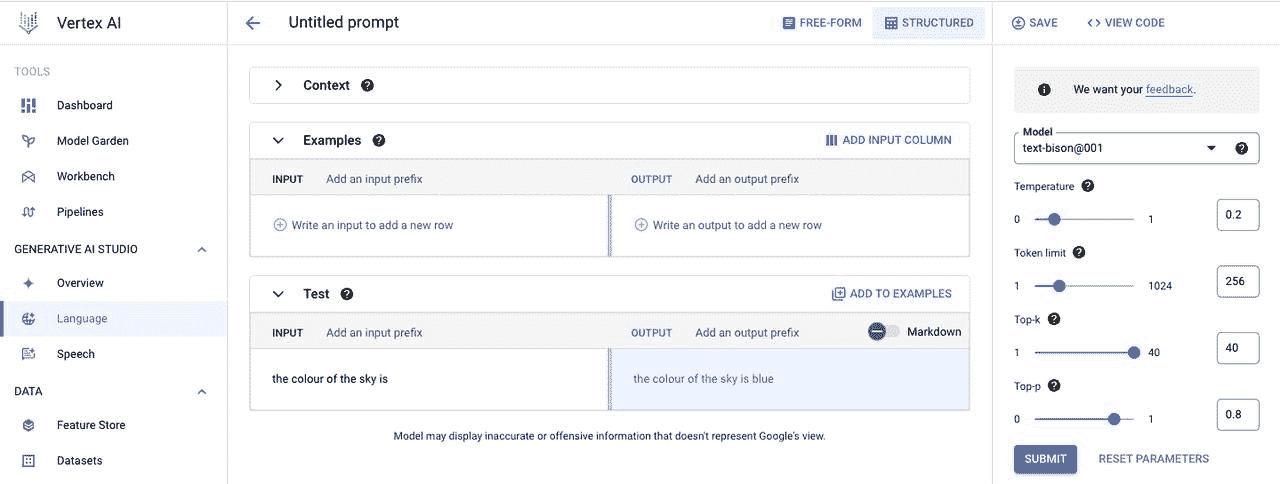 Vertex AI
TOOLS
Dashboard
Model Garden
Workbench
Pipelines
GENERATIVE AI STUDIO
Overview
Language
Speech
DATA
Feature Store
Datasets
Untitled prompt
FREE-FORM
STRUCTURED
Context
Examples
ADD INPUT COLUMN
INPUT Add an input prefix
OUTPUT Add an output prefix
Write an input to add a new row
Write an output to add a new row
Test
ADD TO EXAMPLES
INPUT Add an input prefix
OUTPUT Add an output prefix
Markdown
the colour of the sky is
the colour of the sky is blue
Model may display inaccurate or offensive information that doesn't represent Google's view.
SAVE
<> VIEW CODE
We want your feedback.
Model
text-bison@001
Temperature
0 1 0.2
Token limit
1 1024 256
Top-k
1 40 40
Top-p
0 1 0.8
SUBMIT
RESET PARAMETERS